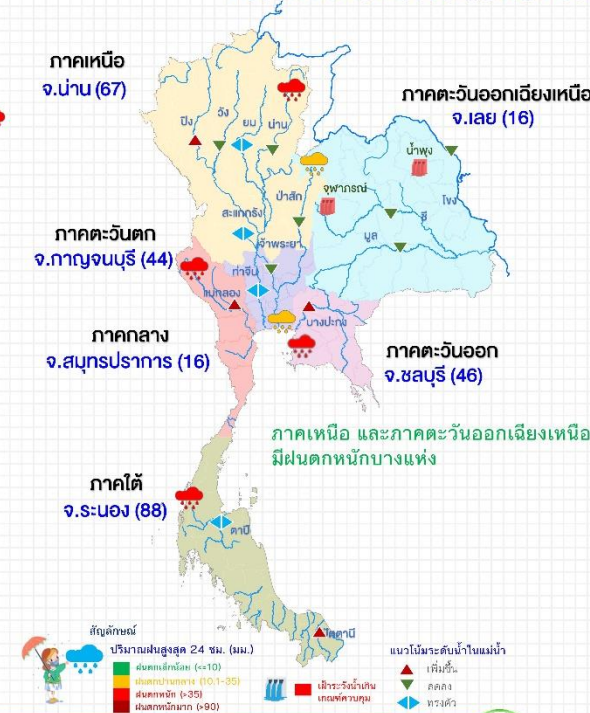 ภาคเหนือ
จ.น่าน (67)
ภาคตะวันออกเฉียงเหนือ
จ.เลย (16)
ปิง
วัง
ยม
น่าน
น้ำพุง
จุฬาภรณ์
ป่าสัก
โขง
ชี
มูล
สะแกกรัง
เจ้าพระยา
ภาคตะวันตก
จ.กาญจนบุรี (44)
ท่าจีน
แม่กลอง
บางปะกง
ภาคกลาง
จ.สมุทรปราการ (16)
ภาคตะวันออก
จ.ชลบุรี (46)
ภาคเหนือ และภาคตะวันออกเฉียงเหนือ
มีฝนตกหนักบางแห่ง
ภาคใต้
จ.ระนอง (88)
ตาปี
ปัตตานี
สัญลักษณ์
ปริมาณฝนสูงสุด 24 ชม. (มม.)
ฝนตกเล็กน้อย (<=10)
ฝนตกปานกลาง (10.1-35)
ฝนตกหนัก (>35)
ฝนตกหนักมาก (>90)
เฝ้าระวังน้ำเกิน
เกณฑ์ควบคุม
แนวโน้มระดับน้ำในแม่น้ำ
เพิ่มขึ้น
ลดลง
ทรงตัว